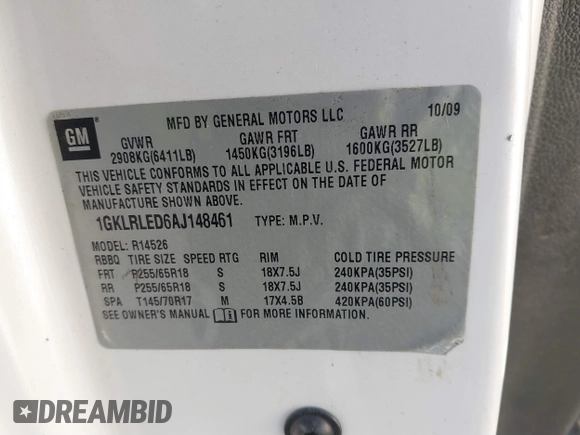 GM
MFD BY GENERAL MOTORS LLC 10/09
GVWR GAWR FRT GAWR RR
2908KG(6411LB) 1450KG(3196LB) 1600KG(3527LB)
THIS VEHICLE CONFORMS TO ALL APPLICABLE U.S. FEDERAL MOTOR
VEHICLE SAFETY STANDARDS IN EFFECT ON THE DATE OF
MANUFACTURE SHOWN ABOVE.
1GKLRLED6AJ148461 TYPE: M.P.V.
MODEL: R14526
RBBQ TIRE SIZE SPEED RTG RIM COLD TIRE PRESSURE
FRT P255/65R18 S 18X7.5J 240KPA(35PSI)
RR P255/65R18 S 18X7.5J 240KPA(35PSI)
SPA T145/70R17 M 17X4.5B 420KPA(60PSI)
SEE OWNER'S MANUAL FOR MORE INFORMATION.
DREAMBID